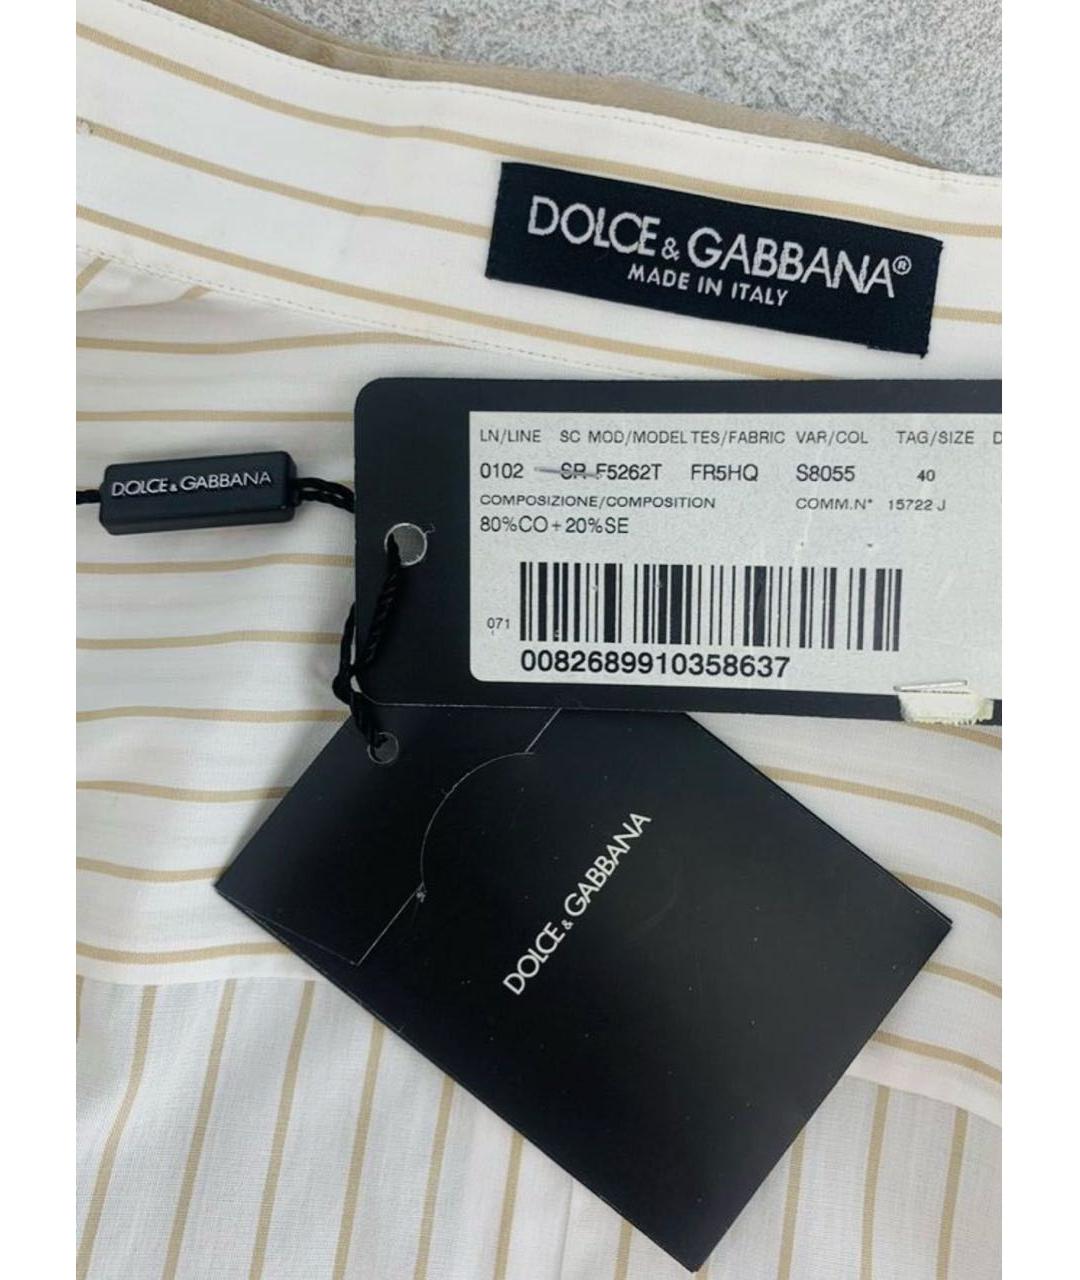 DOLCE & GABBANA®
MADE IN ITALY
DOLCE & GABBANA
LN/LINE SC MOD/MODEL TES/FABRIC VAR/COL TAG/SIZE D
0102 SR F5262T FR5HQ S8055 40
COMPOSIZIONE/COMPOSITION COMM.N° 15722 J
80%CO+20%SE
071
0082689910358637
DOLCE & GABBANA